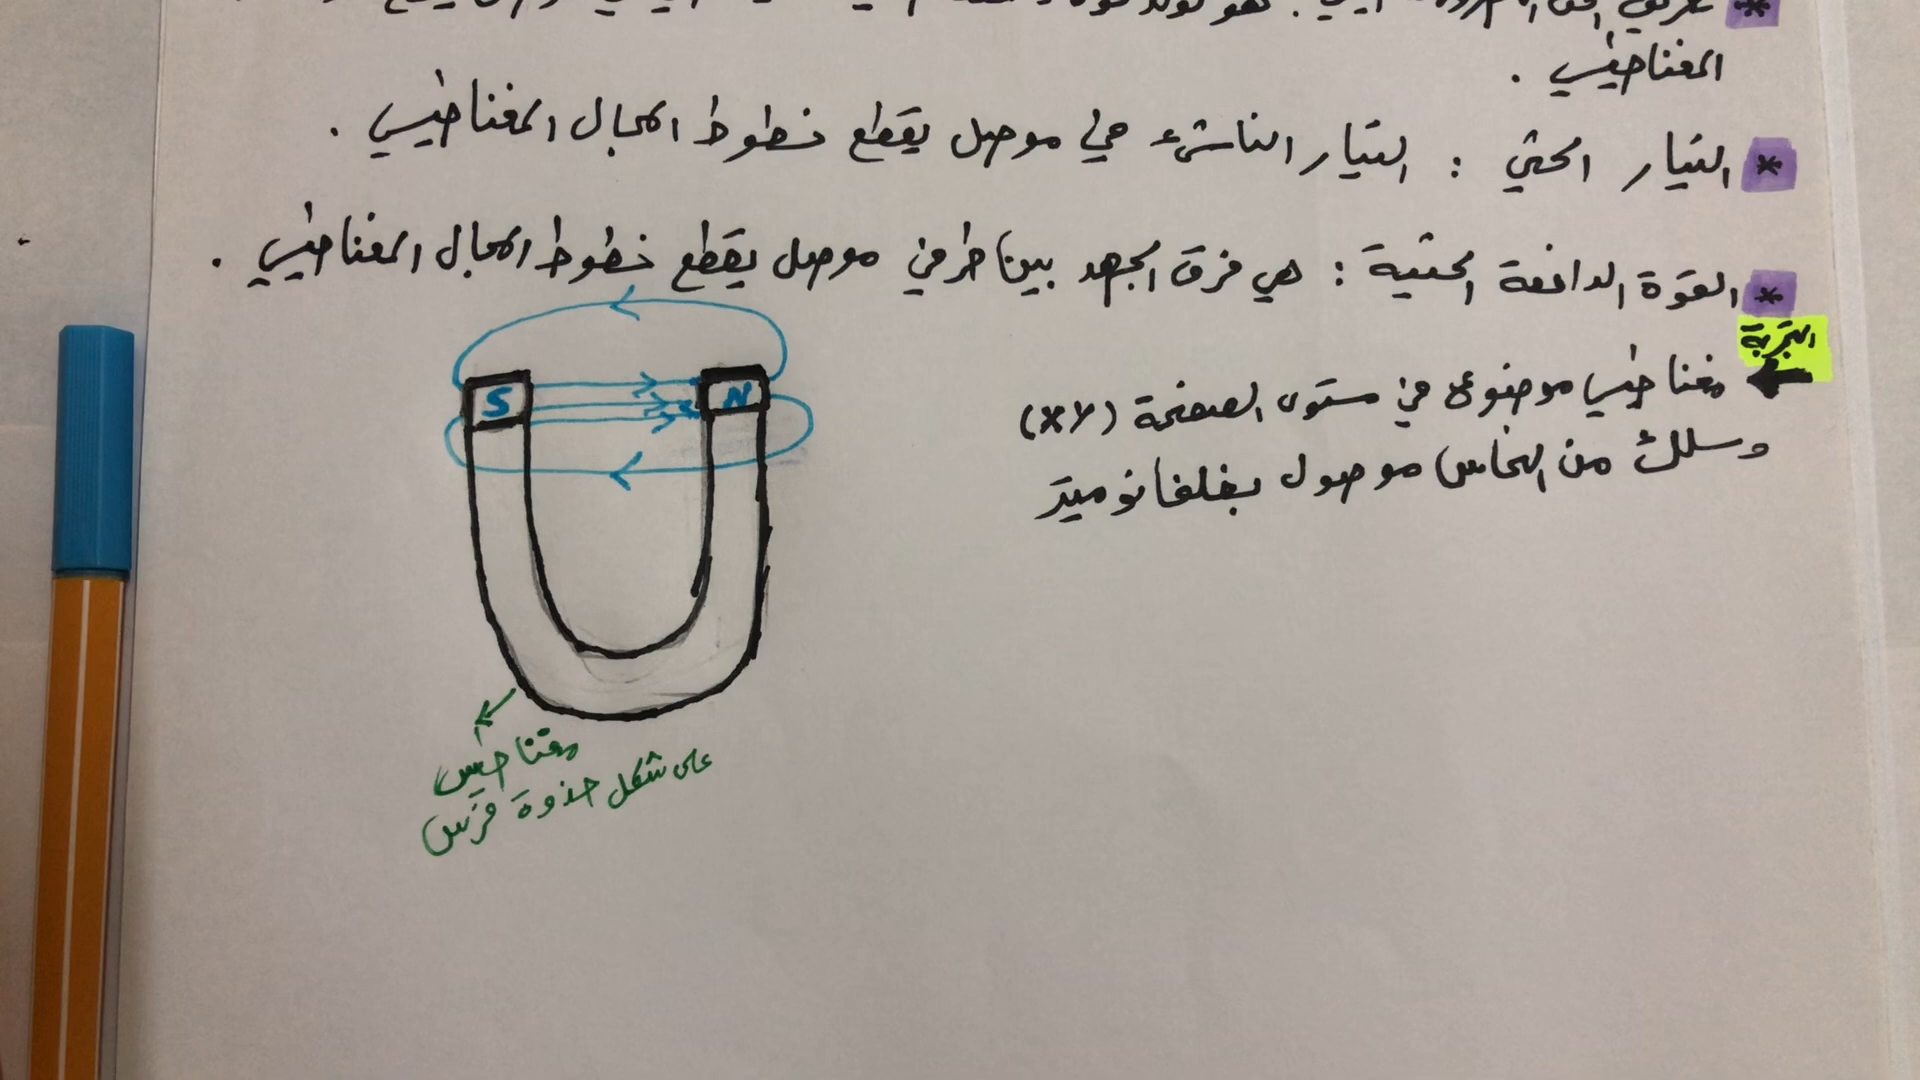 المغناطيسي .
* التيار الحثي : التيار الناشىء في موصل يقطع خطوط المجال المغناطيسي .
* القوة الدافعة الحثية : هي فرق الجهد بين طرفي موصل يقطع خطوط المجال المغناطيسي .
التجربة
مغناطيس موضوع في مستوى الصفحة (xy)
وسلك من النحاس موصول بغلفانوميتر
S N
مغناطيس
على شكل حذوة فرس